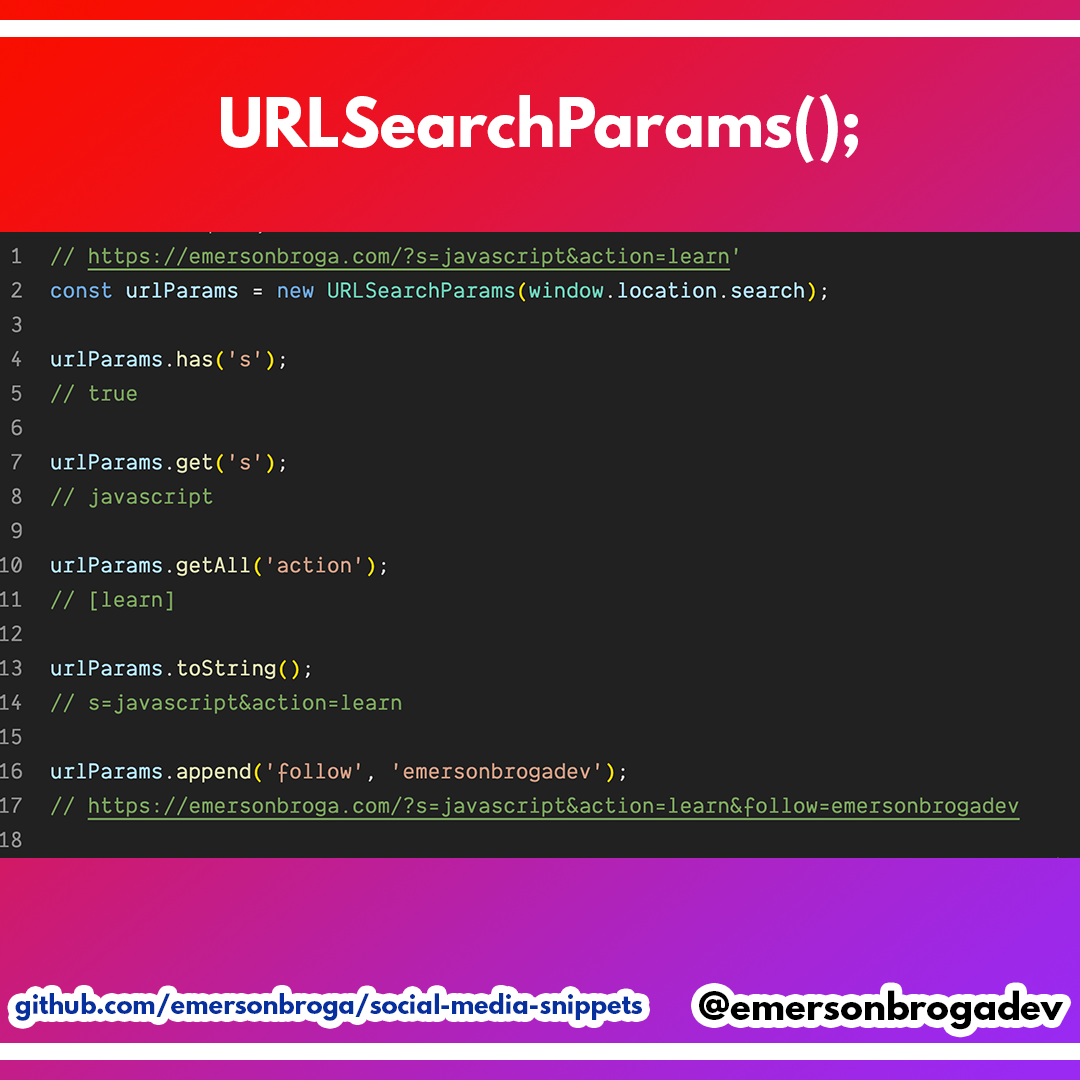 URLSearchParams();
1 // https://emersonbroga.com/?s=javascript&action=learn'
2 const urlParams = new URLSearchParams(window.location.search);
3
4 urlParams.has('s');
5 // true
6
7 urlParams.get('s');
8 // javascript
9
10 urlParams.getAll('action');
11 // [learn]
12
13 urlParams.toString();
14 // s=javascript&action=learn
15
16 urlParams.append('follow', 'emersonbrogadev');
17 // https://emersonbroga.com/?s=javascript&action=learn&follow=emersonbrogadev
18
github.com/emersonbroga/social-media-snippets
@emersonbrogadev